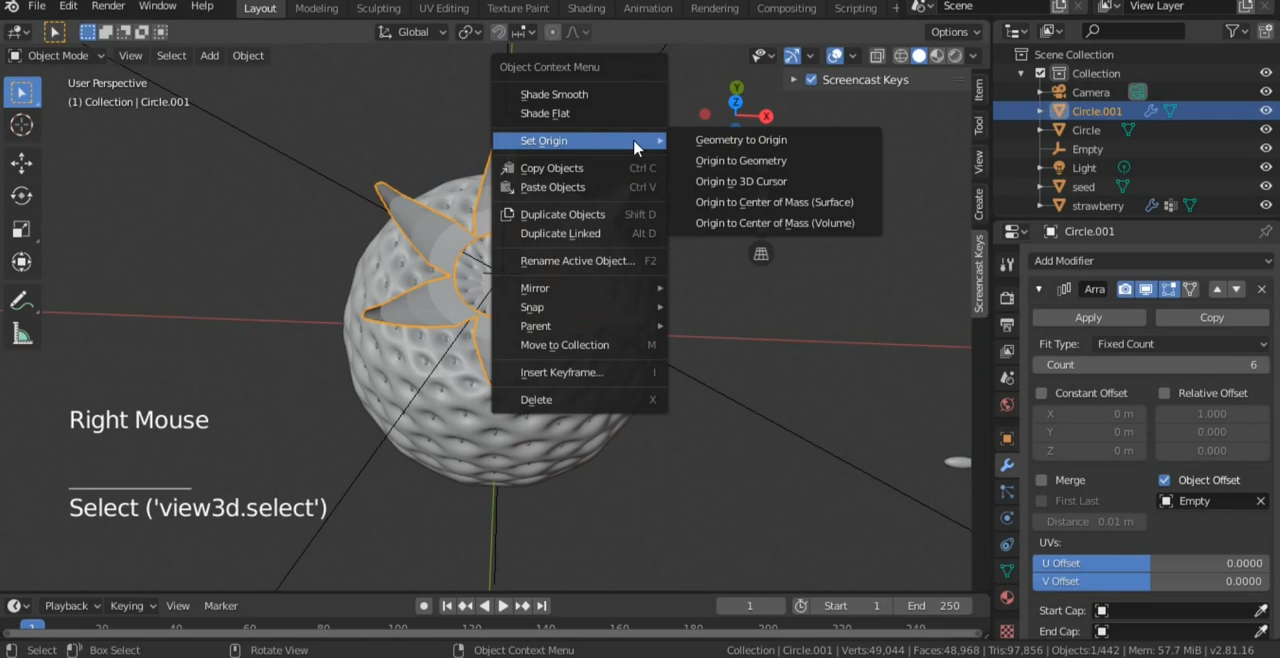 File Edit Render Window Help Layout Modeling Sculpting UV Editing Texture Paint Shading Animation Rendering Compositing Scripting + Scene View Layer
Global Options
Object Mode View Select Add Object
User Perspective
(1) Collection | Circle.001
Object Context Menu
Shade Smooth
Shade Flat
Set Origin
Copy Objects Ctrl C
Paste Objects Ctrl V
Duplicate Objects Shift D
Duplicate Linked Alt D
Rename Active Object... F2
Mirror
Snap
Parent
Move to Collection M
Insert Keyframe... I
Delete X
Geometry to Origin
Origin to Geometry
Origin to 3D Cursor
Origin to Center of Mass (Surface)
Origin to Center of Mass (Volume)
Screencast Keys
Y
Z
X
Item
Tool
View
Create
Screencast Keys
Right Mouse
Select ('view3d.select')
Scene Collection
Collection
Camera
Circle.001
Circle
Empty
Light
seed
strawberry
Circle.001
Add Modifier
Arra
Apply Copy
Fit Type: Fixed Count
Count 6
Constant Offset Relative Offset
X 0 m 1.000
Y 0 m 0.000
Z 0 m 0.000
Merge Object Offset
First Last Empty
Distance 0.01 m
UVs:
U Offset 0.0000
V Offset 0.0000
Start Cap:
End Cap:
Playback Keying View Marker 1 Start 1 End 250
1 20 40 60 80 100 120 140 160 180 200 220 240
Select Box Select Rotate View Object Context Menu Collection | Circle.001 | Verts:49,044 | Faces:48,968 | Tris:97,856 | Objects:1/442 | Mem: 57.7 MiB | v2.81.16